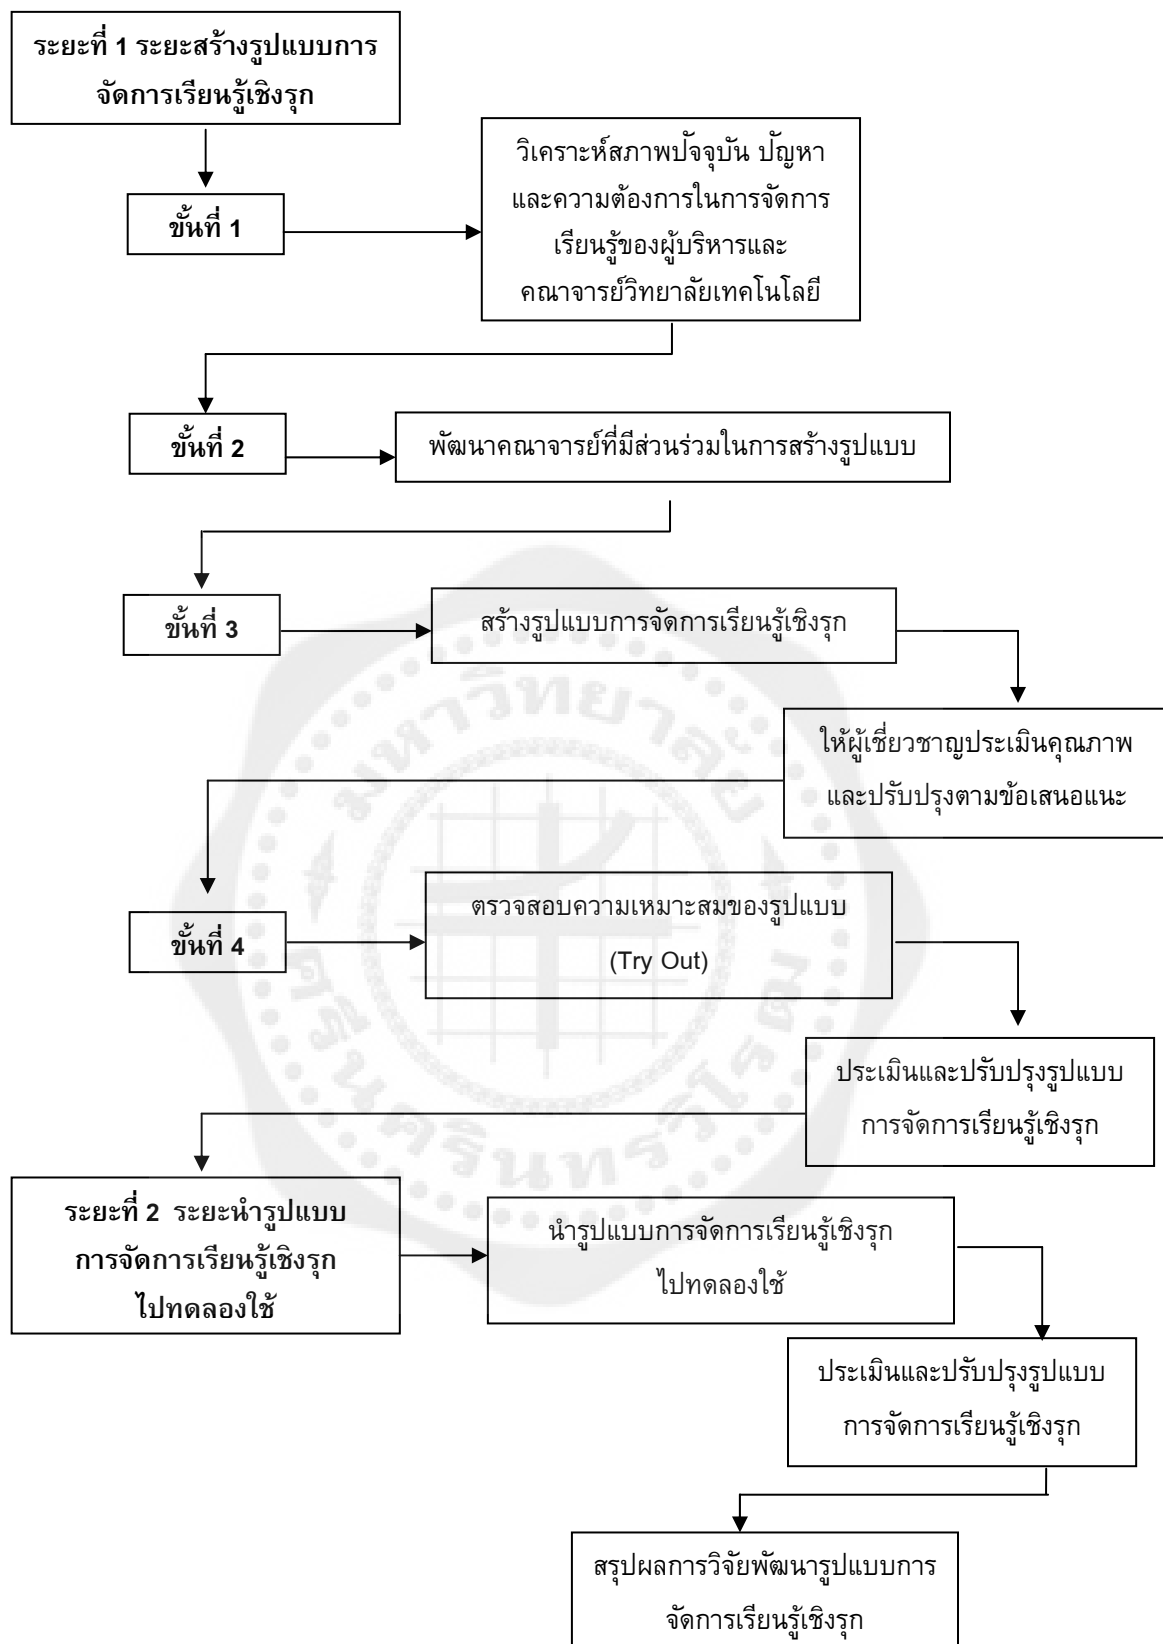 ระยะที่ 1 ระยะสร้างรูปแบบการ
จัดการเรียนรู้เชิงรุก
ขั้นที่ 1
วิเคราะห์สภาพปัจจุบัน ปัญหา
และความต้องการในการจัดการ
เรียนรู้ของผู้บริหารและ
คณาจารย์วิทยาลัยเทคโนโลยี
ขั้นที่ 2
พัฒนาคณาจารย์ที่มีส่วนร่วมในการสร้างรูปแบบ
ขั้นที่ 3
สร้างรูปแบบการจัดการเรียนรู้เชิงรุก
ให้ผู้เชี่ยวชาญประเมินคุณภาพ
และปรับปรุงตามข้อเสนอแนะ
ขั้นที่ 4
ตรวจสอบความเหมาะสมของรูปแบบ
(Try Out)
ประเมินและปรับปรุงรูปแบบ
การจัดการเรียนรู้เชิงรุก
ระยะที่ 2 ระยะนำรูปแบบ
การจัดการเรียนรู้เชิงรุก
ไปทดลองใช้
นำรูปแบบการจัดการเรียนรู้เชิงรุก
ไปทดลองใช้
ประเมินและปรับปรุงรูปแบบ
การจัดการเรียนรู้เชิงรุก
สรุปผลการวิจัยพัฒนารูปแบบการ
จัดการเรียนรู้เชิงรุก
มหาวิทยาลัย
ศรีนครินทรวิโรฒ